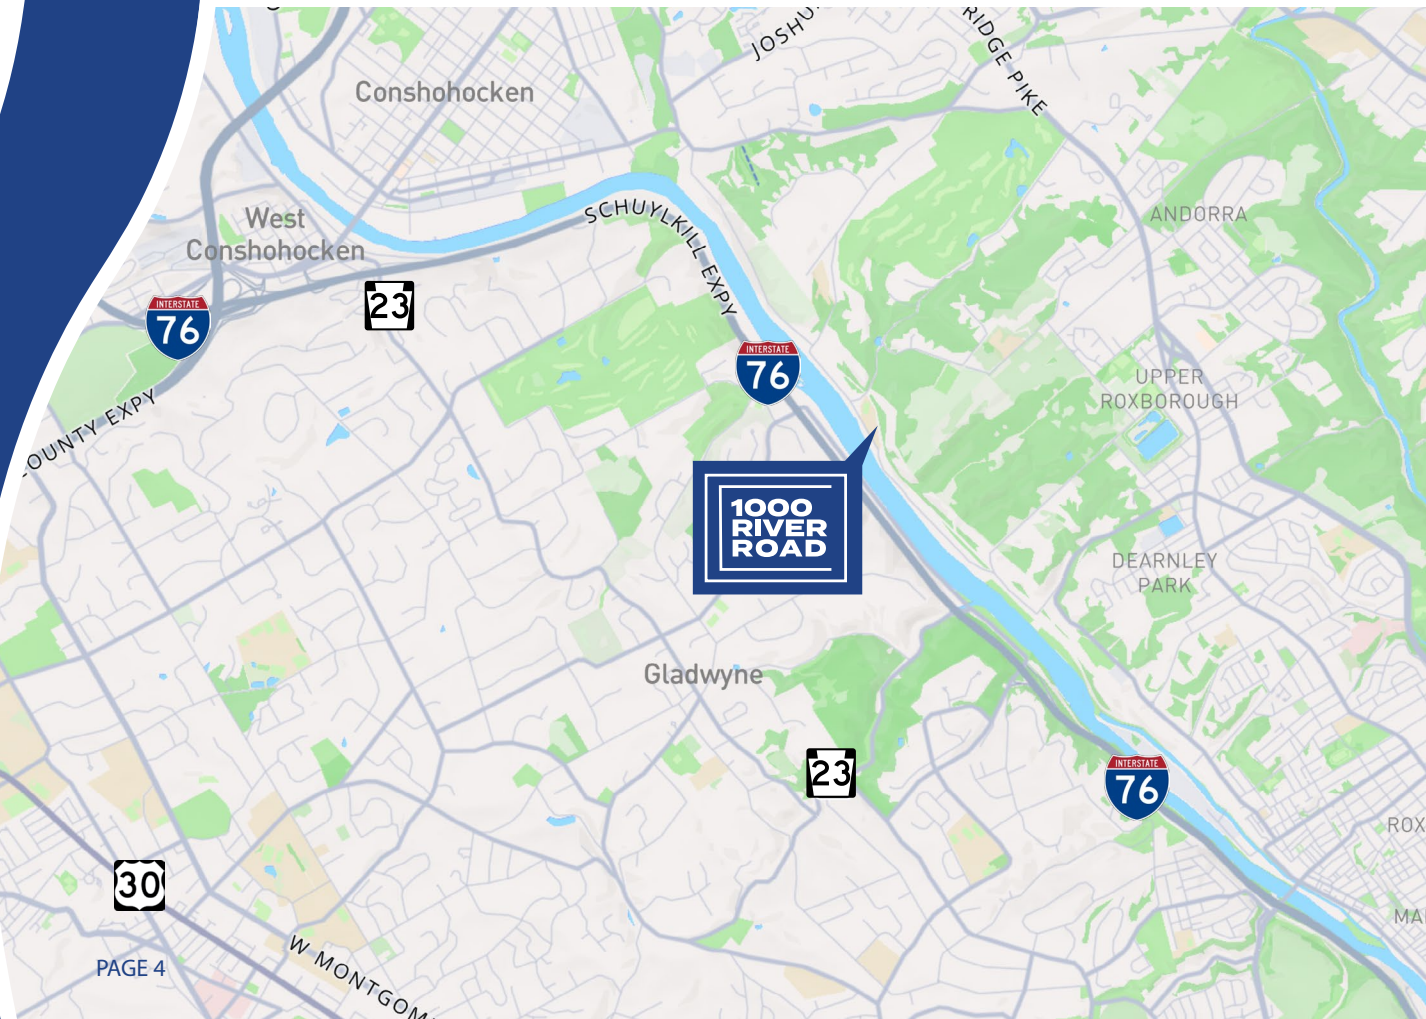 JOSHU
RIDGE PIKE
Conshohocken
ANDORRA
West
Conshohocken
SCHUYLKILL EXPY
23
INTERSTATE
76
INTERSTATE
76
UPPER
ROXBOROUGH
OUNTY EXPY
1000
RIVER
ROAD
DEARNLEY
PARK
Gladwyne
23
INTERSTATE
76
ROX
30
MA
W MONTGOM
PAGE 4